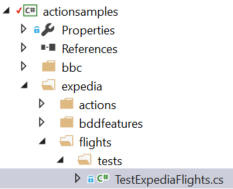 actionsamples
Properties
References
bbc
expedia
actions
bddfeatures
flights
tests
TestExpediaFlights.cs